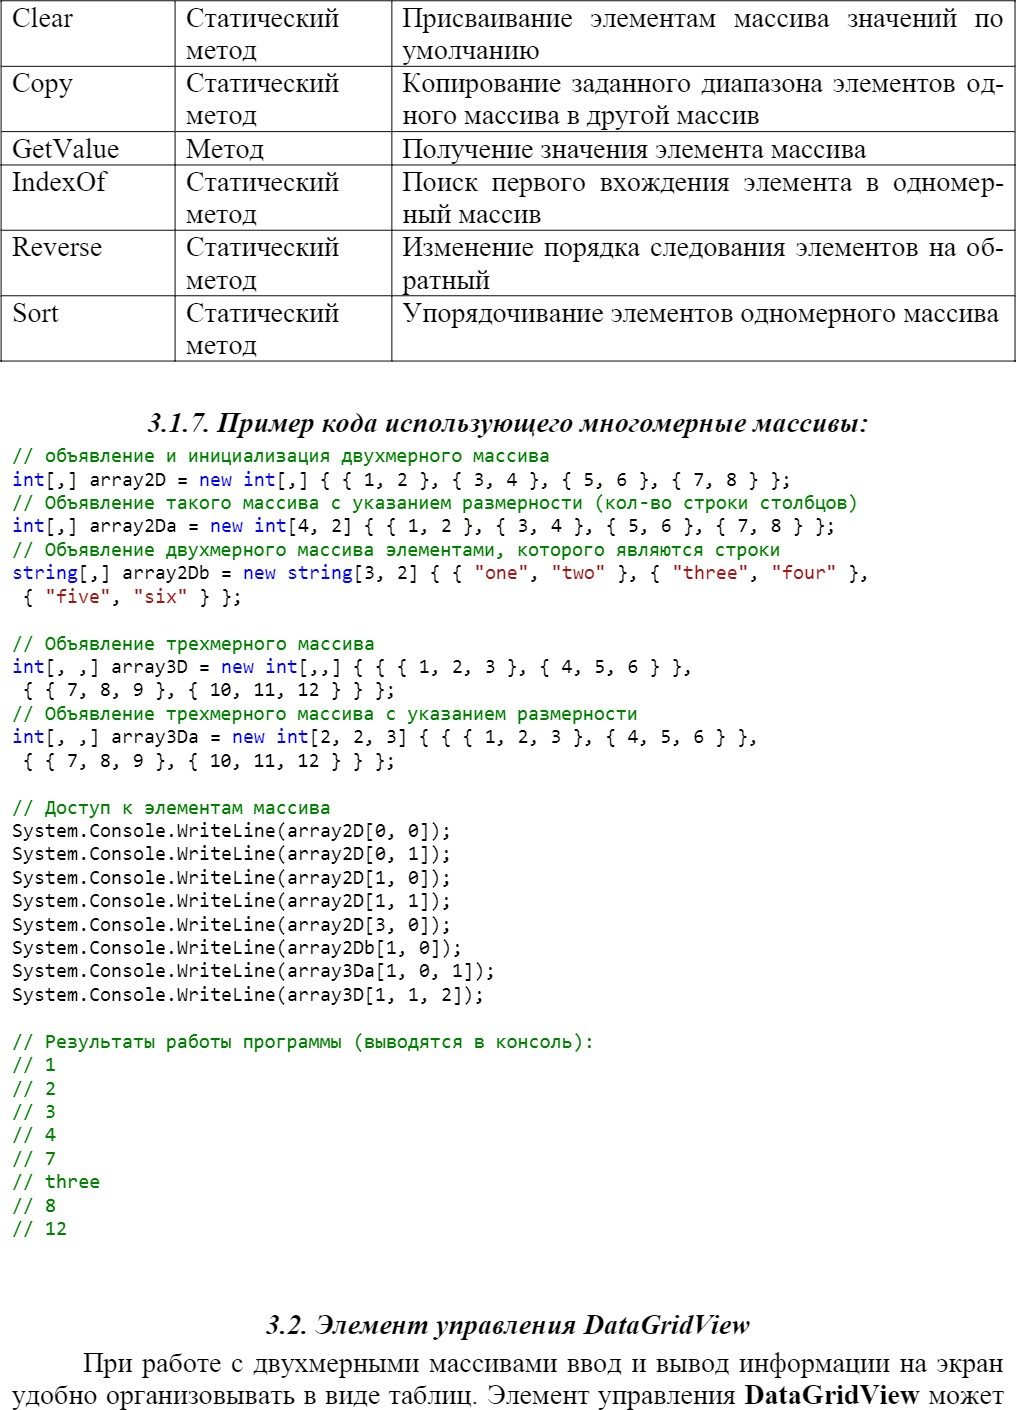 Clear Статический Присваивание элементам массива значений по
метод умолчанию
Copy Статический Копирование заданного диапазона элементов од-
метод ного массива в другой массив
GetValue Метод Получение значения элемента массива
IndexOf Статический Поиск первого вхождения элемента в одномер-
метод ный массив
Reverse Статический Изменение порядка следования элементов на об-
метод ратный
Sort Статический Упорядочивание элементов одномерного массива
метод
3.1.7. Пример кода использующего многомерные массивы:
// объявление и инициализация двухмерного массива
int[,] array2D = new int[,] { { 1, 2 }, { 3, 4 }, { 5, 6 }, { 7, 8 } };
// Объявление такого массива с указанием размерности (кол-во строки столбцов)
int[,] array2Da = new int[4, 2] { { 1, 2 }, { 3, 4 }, { 5, 6 }, { 7, 8 } };
// Объявление двухмерного массива элементами, которого являются строки
string[,] array2Db = new string[3, 2] { { "one", "two" }, { "three", "four" },
{ "five", "six" } };
// Объявление трехмерного массива
int[, ,] array3D = new int[,,] { { { 1, 2, 3 }, { 4, 5, 6 } },
{ { 7, 8, 9 }, { 10, 11, 12 } } };
// Объявление трехмерного массива с указанием размерности
int[, ,] array3Da = new int[2, 2, 3] { { { 1, 2, 3 }, { 4, 5, 6 } },
{ { 7, 8, 9 }, { 10, 11, 12 } } };
// Доступ к элементам массива
System.Console.WriteLine(array2D[0, 0]);
System.Console.WriteLine(array2D[0, 1]);
System.Console.WriteLine(array2D[1, 0]);
System.Console.WriteLine(array2D[1, 1]);
System.Console.WriteLine(array2D[3, 0]);
System.Console.WriteLine(array2Db[1, 0]);
System.Console.WriteLine(array3Da[1, 0, 1]);
System.Console.WriteLine(array3D[1, 1, 2]);
// Результаты работы программы (выводятся в консоль):
// 1
// 2
// 3
// 4
// 7
// three
// 8
// 12
3.2. Элемент управления DataGridView
При работе с двухмерными массивами ввод и вывод информации на экран
удобно организовывать в виде таблиц. Элемент управления DataGridView может